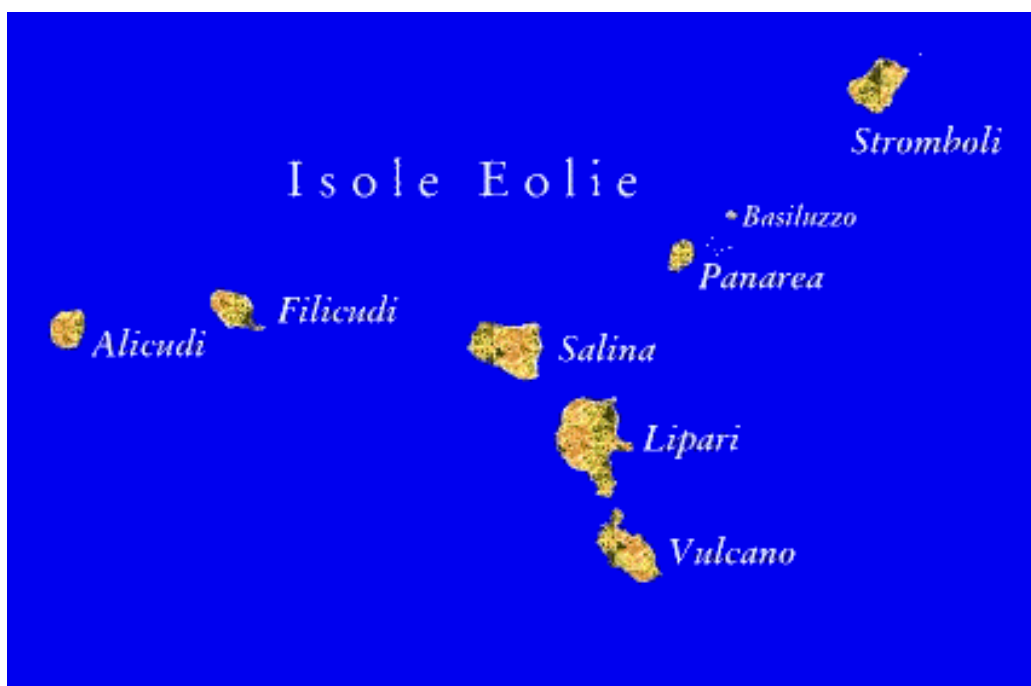 Stromboli
Isole Eolie
Basiluzzo
Panarea
Filicudi
Alicudi
Salina
Lipari
Vulcano